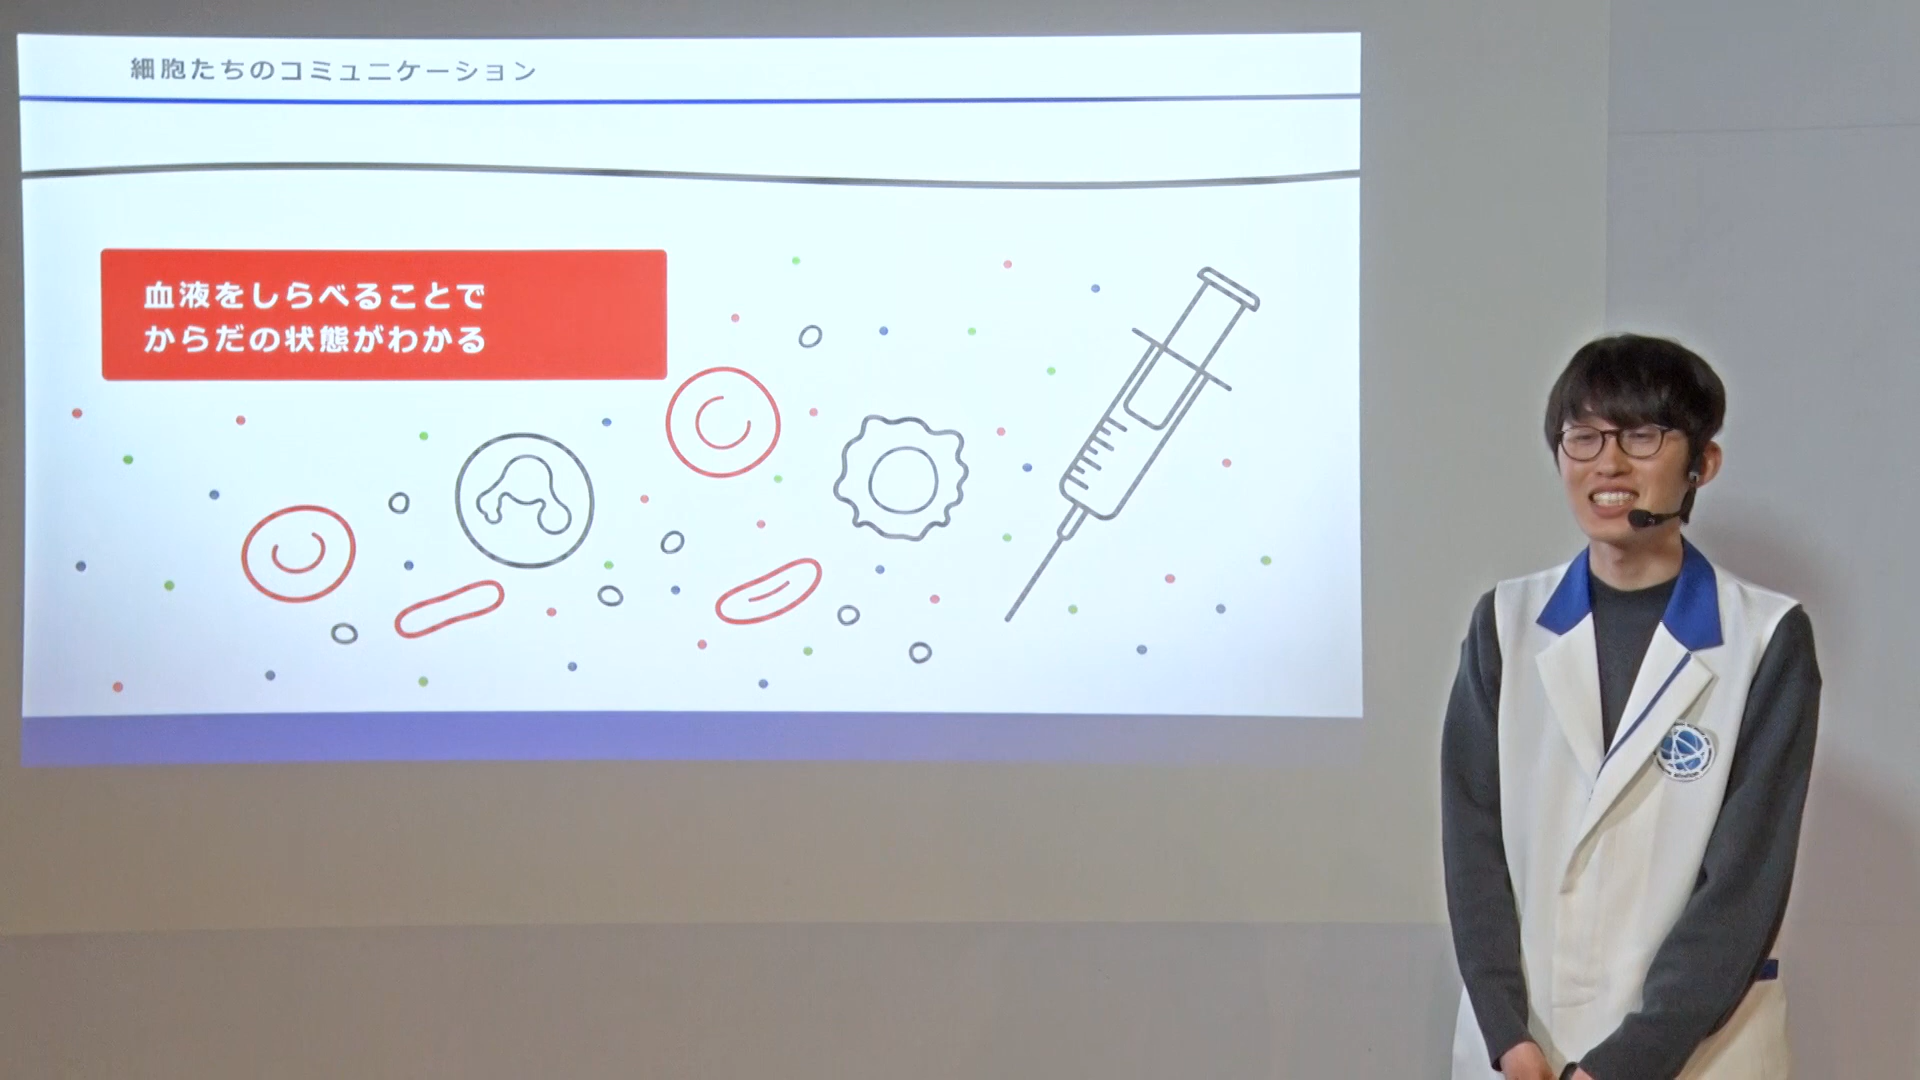 細胞たちのコミュニケーション
血液をしらべることで
からだの状態がわかる